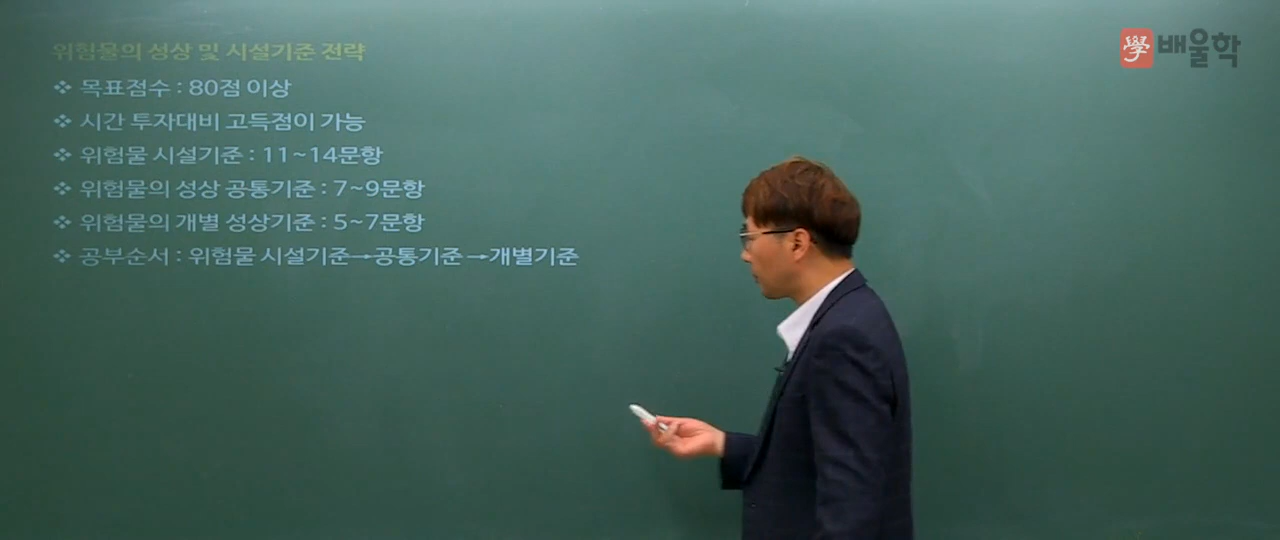 위험물의 성상 및 시설기준 전략
❖ 목표점수 : 80점 이상
❖ 시간 투자대비 고득점이 가능
❖ 위험물 시설기준 : 11~14문항
❖ 위험물의 성상 공통기준 : 7~9문항
❖ 위험물의 개별 성상기준 : 5~7문항
❖ 공부순서 : 위험물 시설기준→공통기준→개별기준
學 배울학